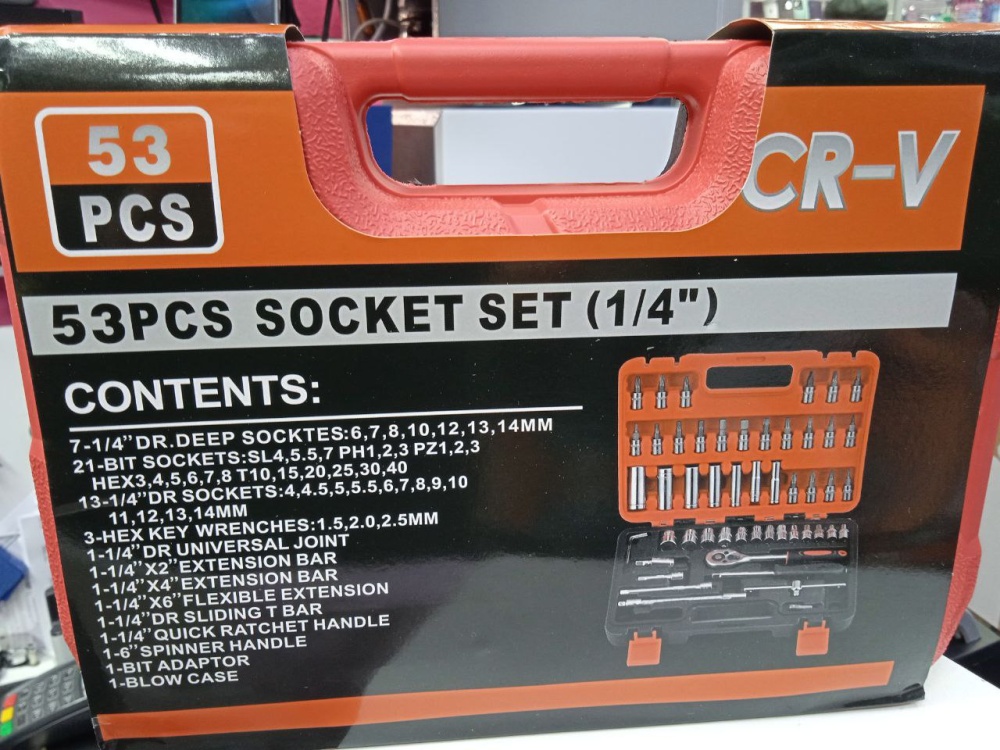 53
PCS
CR-V
53PCS SOCKET SET (1/4")
CONTENTS:
7-1/4"DR.DEEP SOCKTES:6,7,8,10,12,13,14MM
21-BIT SOCKETS:SL4,5.5,7 PH1,2,3 PZ1,2,3
HEX3,4,5,6,7,8 T10,15,20,25,30,40
13-1/4"DR SOCKETS:4,4.5,5,5.5,6,7,8,9,10
11,12,13,14MM
3-HEX KEY WRENCHES:1.5,2.0,2.5MM
1-1/4"DR UNIVERSAL JOINT
1-1/4"X2"EXTENSION BAR
1-1/4"X4"EXTENSION BAR
1-1/4"X6"FLEXIBLE EXTENSION
1-1/4"DR SLIDING T BAR
1-1/4"QUICK RATCHET HANDLE
1-6"SPINNER HANDLE
1-BIT ADAPTOR
1-BLOW CASE